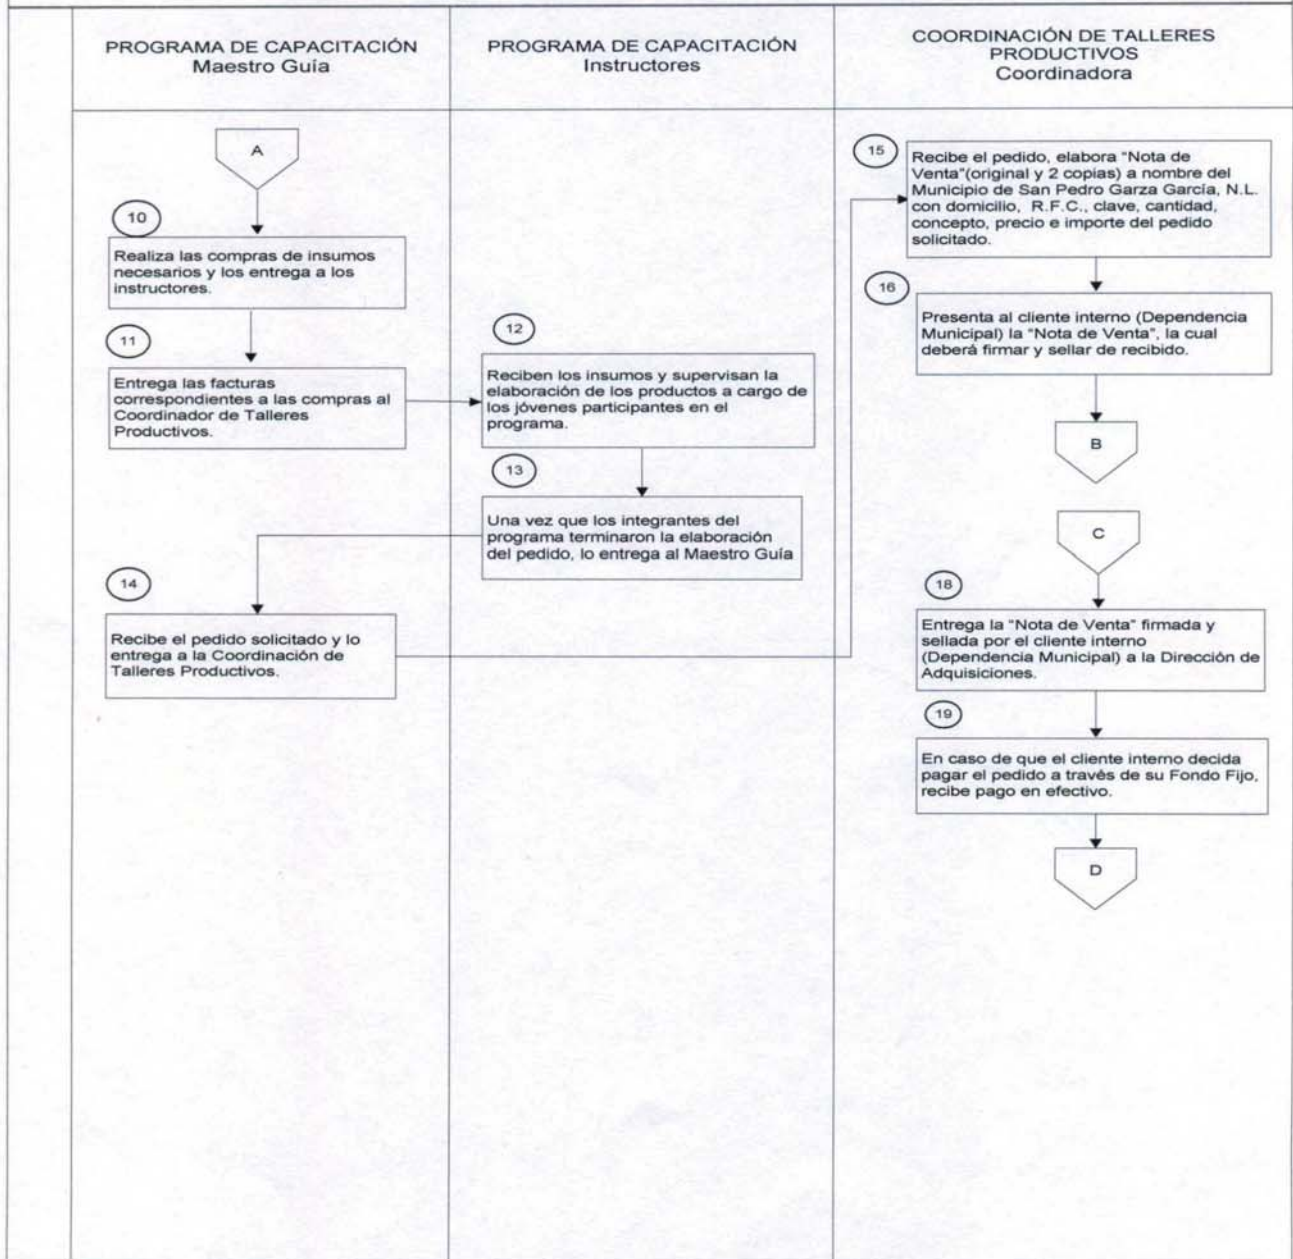 PROGRAMA DE CAPACITACIÓN
Maestro Guía
PROGRAMA DE CAPACITACIÓN
Instructores
COORDINACIÓN DE TALLERES
PRODUCTIVOS
Coordinadora
A
10
Realiza las compras de insumos
necesarios y los entrega a los
instructores.
11
Entrega las facturas
correspondientes a las compras al
Coordinador de Talleres
Productivos.
12
Reciben los insumos y supervisan la
elaboración de los productos a cargo de
los jóvenes participantes en el
programa.
13
Una vez que los integrantes del
programa terminaron la elaboración
del pedido, lo entrega al Maestro Guía
14
Recibe el pedido solicitado y lo
entrega a la Coordinación de
Talleres Productivos.
15
Recibe el pedido, elabora “Nota de
Venta”(original y 2 copias) a nombre del
Municipio de San Pedro Garza García, N.L.
con domicilio, R.F.C., clave, cantidad,
concepto, precio e importe del pedido
solicitado.
16
Presenta al cliente interno (Dependencia
Municipal) la “Nota de Venta”, la cual
deberá firmar y sellar de recibido.
B
C
18
Entrega la “Nota de Venta” firmada y
sellada por el cliente interno
(Dependencia Municipal) a la Dirección de
Adquisiciones.
19
En caso de que el cliente interno decida
pagar el pedido a través de su Fondo Fijo,
recibe pago en efectivo.
D